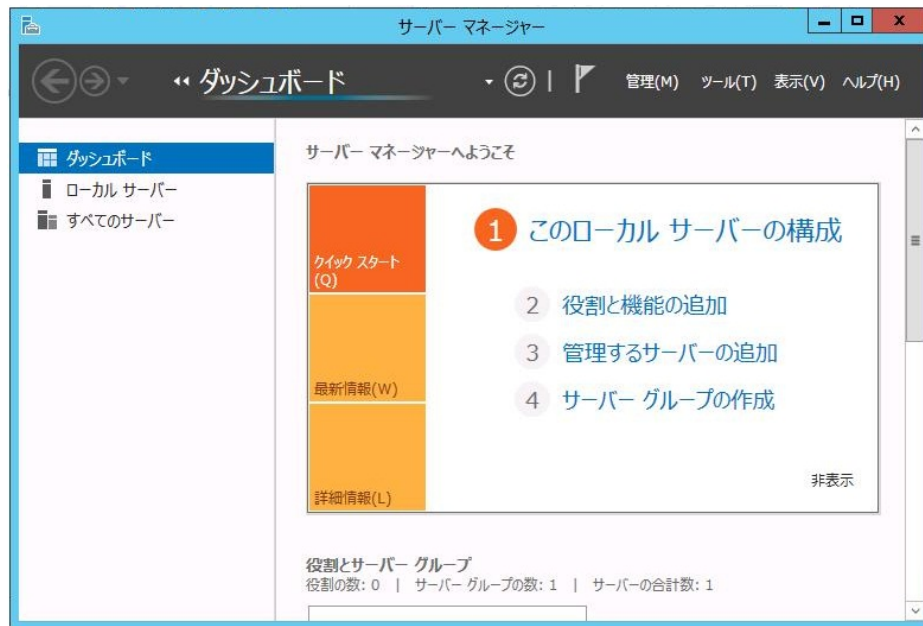 サーバー マネージャー
ダッシュボード
管理(M) ツール(T) 表示(V) ヘルプ(H)
ダッシュボード
ローカル サーバー
すべてのサーバー
サーバー マネージャーへようこそ
クイック スタート
(Q)
最新情報(W)
詳細情報(L)
1 このローカル サーバーの構成
2 役割と機能の追加
3 管理するサーバーの追加
4 サーバー グループの作成
非表示
役割とサーバー グループ
役割の数: 0 | サーバー グループの数: 1 | サーバーの合計数: 1